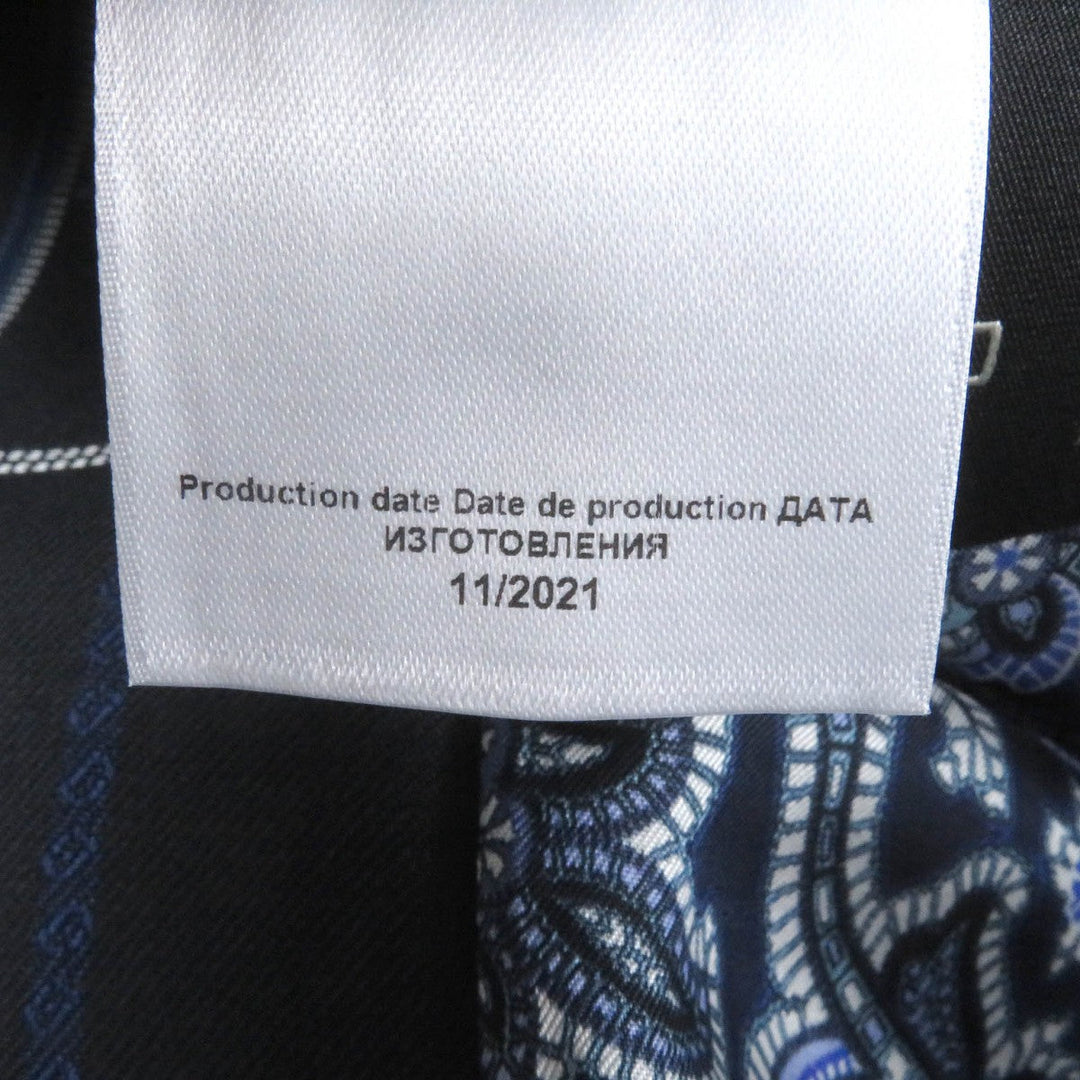 Production date Date de production ДАТА
ИЗГОТОВЛЕНИЯ
11/2021